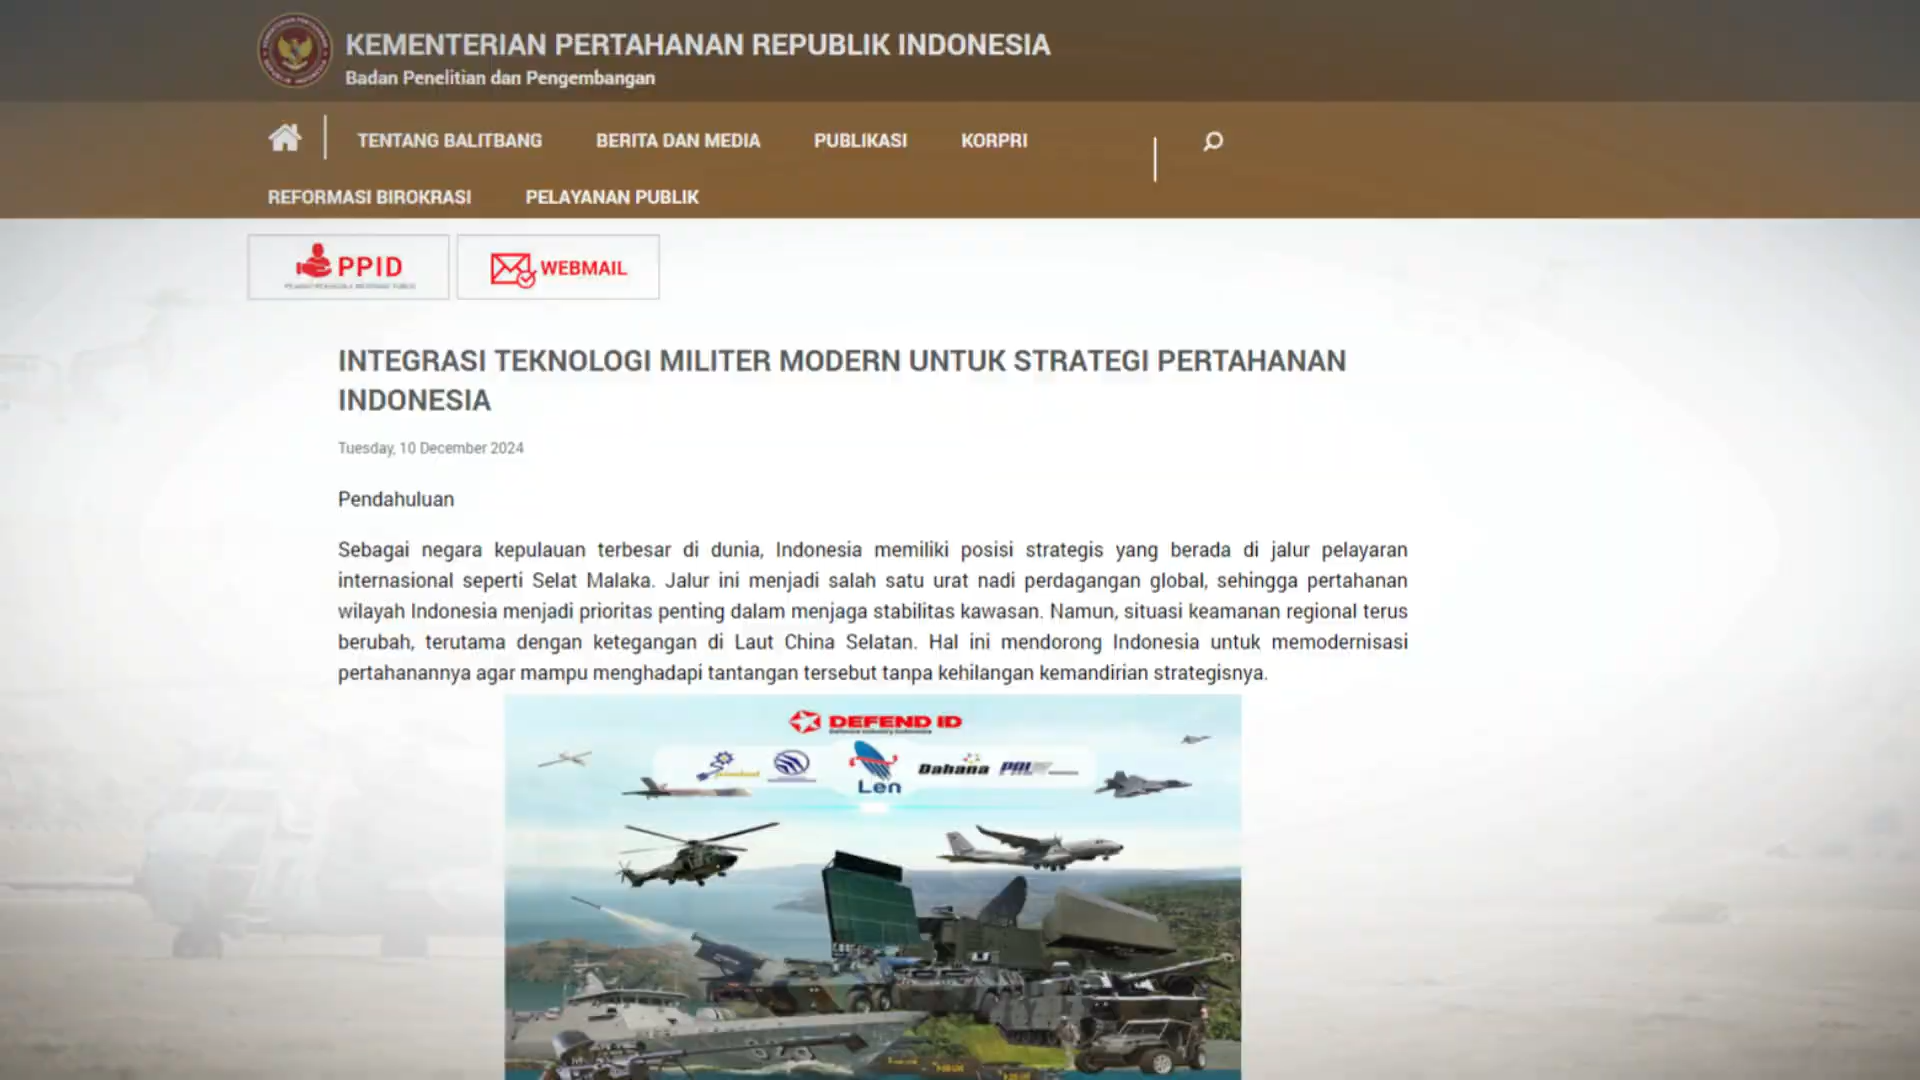 KEMENTERIAN PERTAHANAN REPUBLIK INDONESIA
Badan Penelitian dan Pengembangan
TENTANG BALITBANG BERITA DAN MEDIA PUBLIKASI KORPRI
REFORMASI BIROKRASI PELAYANAN PUBLIK
PPID WEBMAIL
INTEGRASI TEKNOLOGI MILITER MODERN UNTUK STRATEGI PERTAHANAN
INDONESIA
Tuesday, 10 December 2024
Pendahuluan
Sebagai negara kepulauan terbesar di dunia, Indonesia memiliki posisi strategis yang berada di jalur pelayaran
internasional seperti Selat Malaka. Jalur ini menjadi salah satu urat nadi perdagangan global, sehingga pertahanan
wilayah Indonesia menjadi prioritas penting dalam menjaga stabilitas kawasan. Namun, situasi keamanan regional terus
berubah, terutama dengan ketegangan di Laut China Selatan. Hal ini mendorong Indonesia untuk memodernisasi
pertahanannya agar mampu menghadapi tantangan tersebut tanpa kehilangan kemandirian strategisnya.
DEFEND ID
Defence Industry Indonesia
Len Dahana PAL